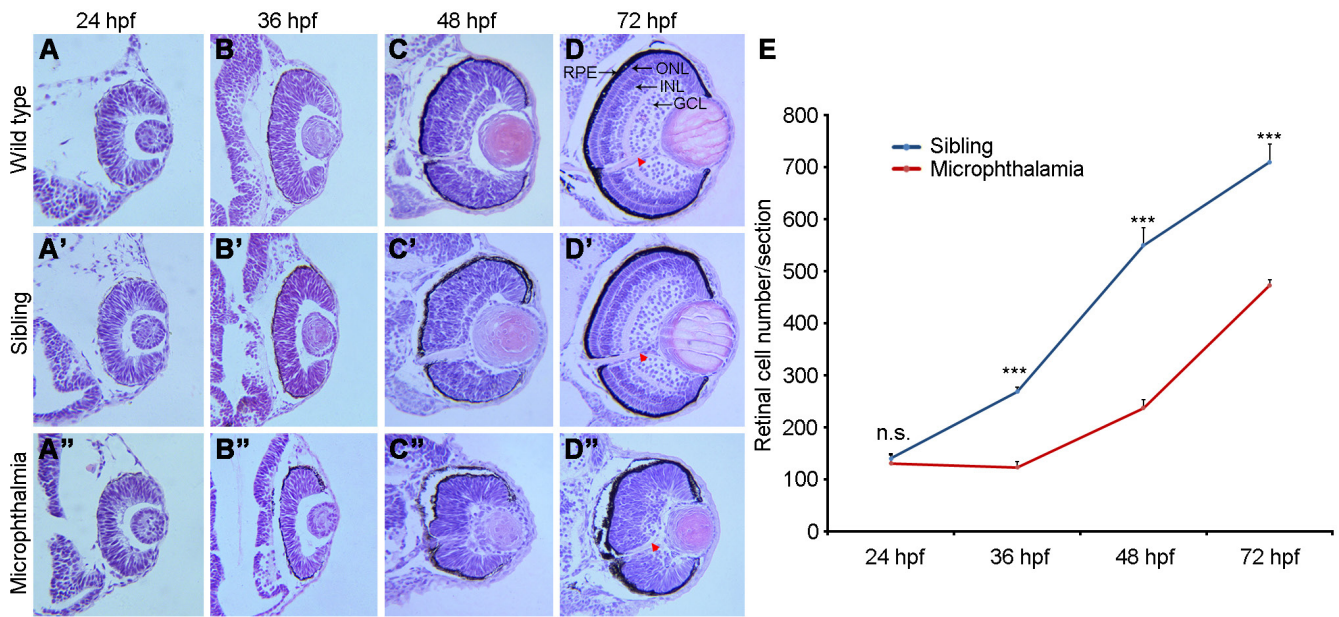 24 hpf 36 hpf 48 hpf 72 hpf
Wild type
A B C D
RPE ONL
INL
GCL
Sibling
A’ B’ C’ D’
Microphthalmia
A” B” C” D”
E
Retinal cell number/section
800
700
600
500
400
300
200
100
0
Sibling
Microphthalamia
n.s.
***
***
***
24 hpf 36 hpf 48 hpf 72 hpf